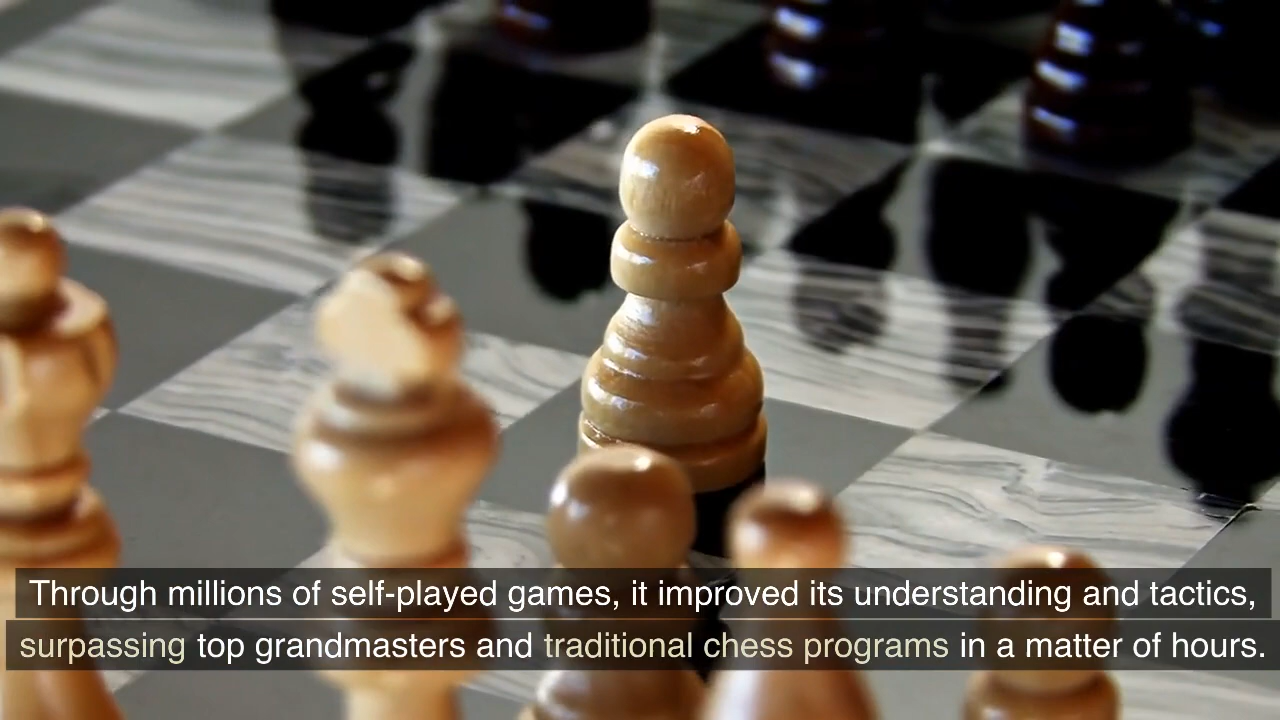 Through millions of self-played games, it improved its understanding and tactics,
surpassing top grandmasters and traditional chess programs in a matter of hours.